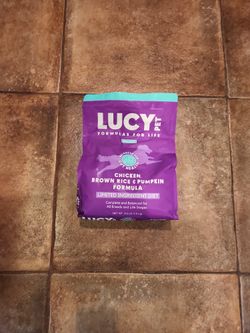 LUCY PET
FORMULAS FOR LIFE
CHICKEN,
BROWN RICE & PUMPKIN
FORMULA
LIMITED INGREDIENT DIET
Complete and Balanced for
All Breeds and Life Stages
LUCY